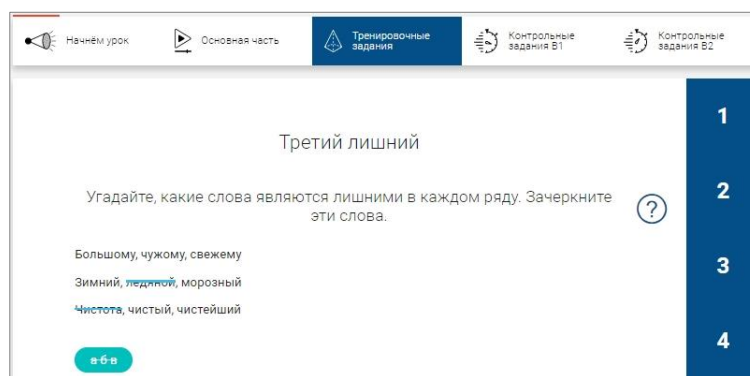 Начнём урок
Основная часть
Тренировочные
задания
Контрольные
задания В1
Контрольные
задания В2
Третий лишний
Угадайте, какие слова являются лишними в каждом ряду. Зачеркните
эти слова.
?
Большому, чужому, свежему
Зимний, ледяной, морозный
Чистота, чистый, чистейший
а б в
1
2
3
4